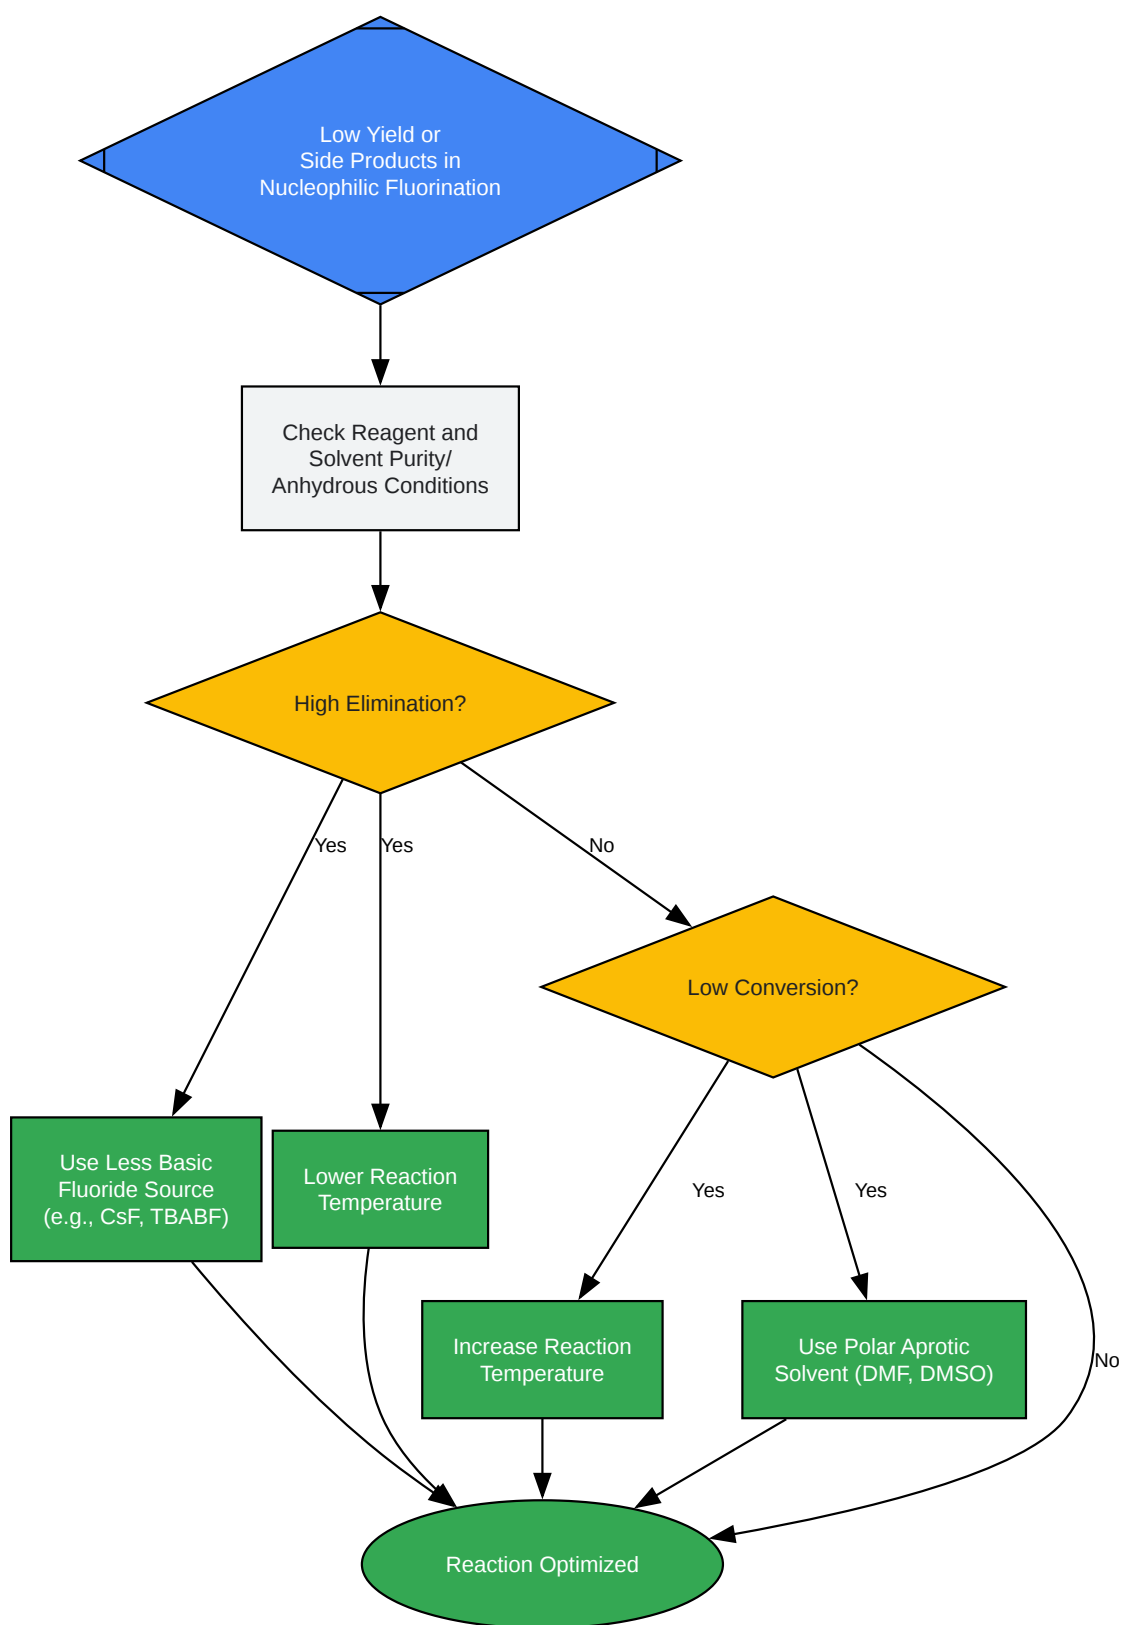 Low Yield or
Side Products in
Nucleophilic Fluorination
Check Reagent and
Solvent Purity/
Anhydrous Conditions
High Elimination?
Yes
Yes
No
Low Conversion?
Use Less Basic
Fluoride Source
(e.g., CsF, TBABF)
Lower Reaction
Temperature
Yes
Yes
Increase Reaction
Temperature
Use Polar Aprotic
Solvent (DMF, DMSO)
No
Reaction Optimized